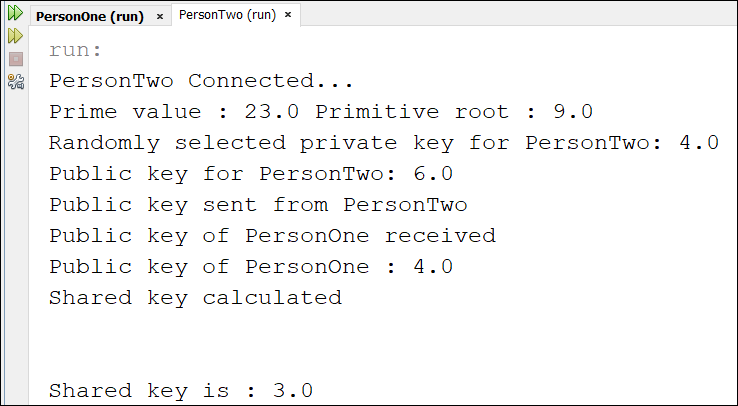 PersonOne (run) × PersonTwo (run) ×
run:
PersonTwo Connected...
Prime value : 23.0 Primitive root : 9.0
Randomly selected private key for PersonTwo: 4.0
Public key for PersonTwo: 6.0
Public key sent from PersonTwo
Public key of PersonOne received
Public key of PersonOne : 4.0
Shared key calculated
Shared key is : 3.0